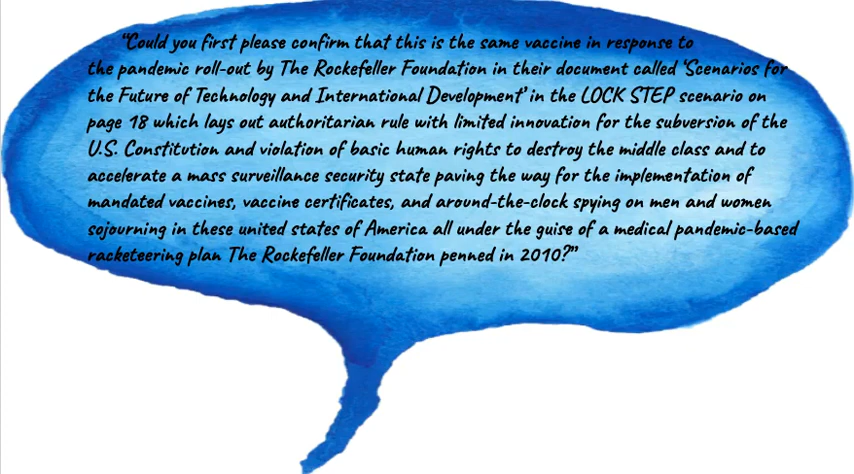 “Could you first please confirm that this is the same vaccine in response to
the pandemic roll-out by The Rockefeller Foundation in their document called ‘Scenarios for
the Future of Technology and International Development’ in the LOCK STEP scenario on
page 18 which lays out authoritarian rule with limited innovation for the subversion of the
U.S. Constitution and violation of basic human rights to destroy the middle class and to
accelerate a mass surveillance security state paving the way for the implementation of
mandated vaccines, vaccine certificates, and around-the-clock spying on men and women
sojourning in these united states of America all under the guise of a medical pandemic-based
racketeering plan The Rockefeller Foundation penned in 2010?”